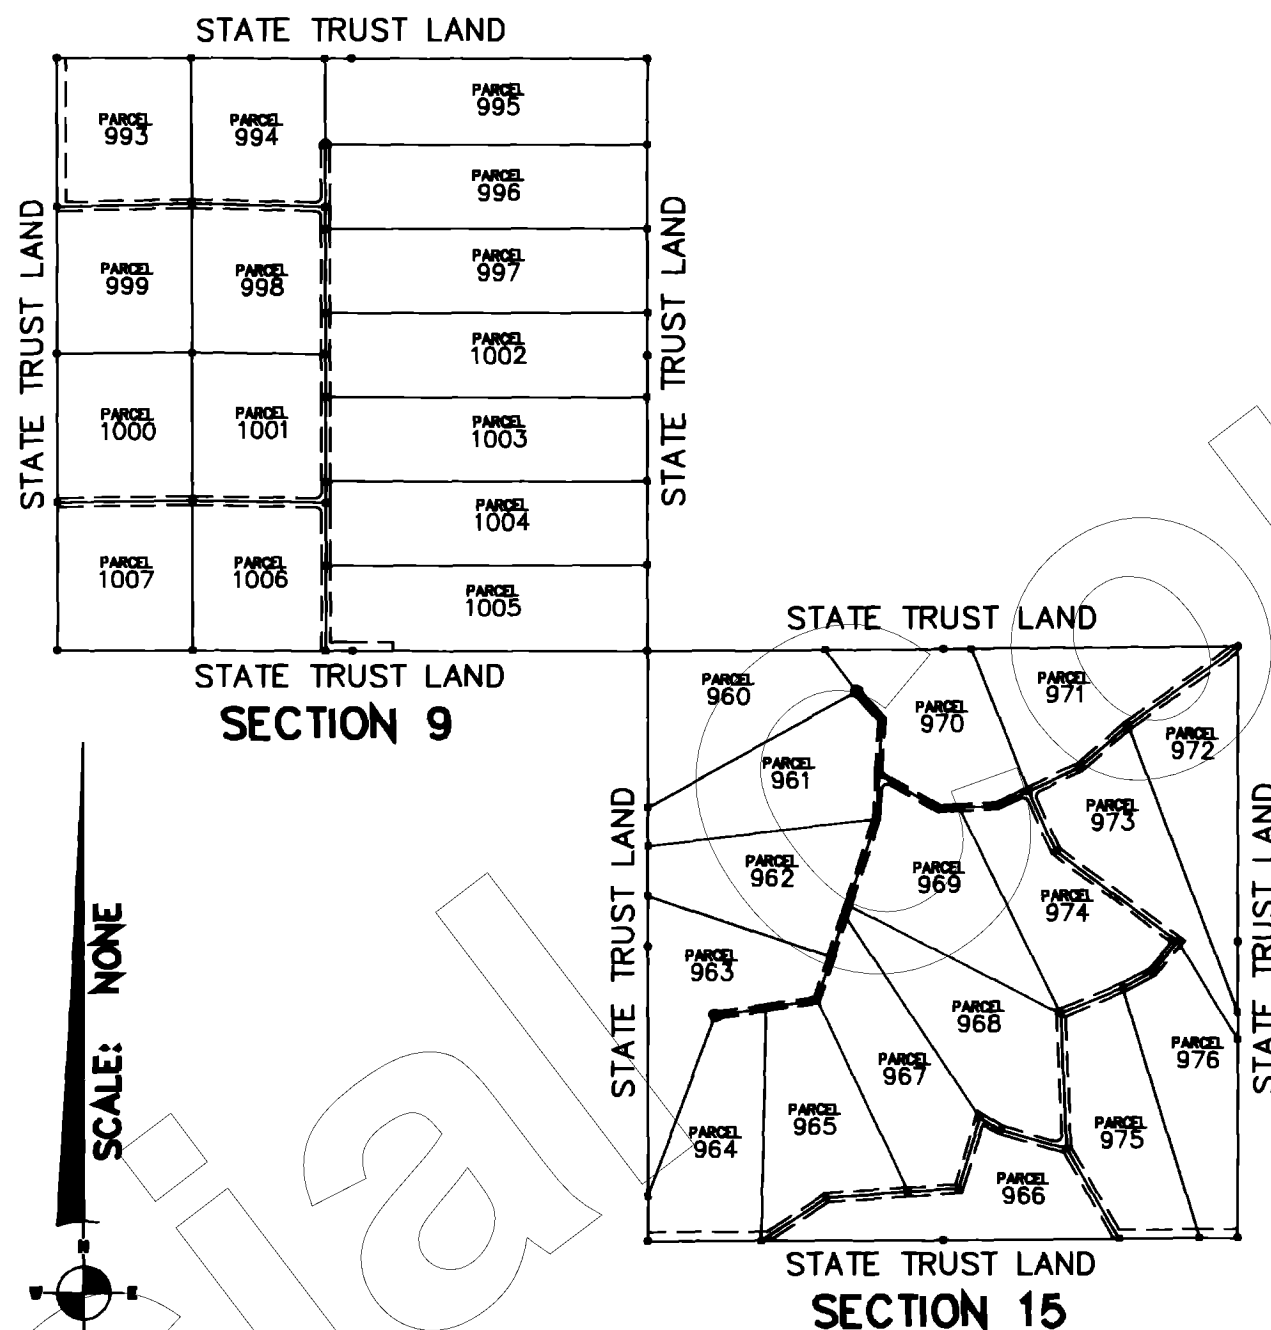 STATE TRUST LAND
PARCEL
993
PARCEL
994
PARCEL
995
PARCEL
996
PARCEL
997
PARCEL
999
PARCEL
998
PARCEL
1002
PARCEL
1000
PARCEL
1001
PARCEL
1003
PARCEL
1004
PARCEL
1007
PARCEL
1006
PARCEL
1005
STATE TRUST LAND
STATE TRUST LAND
STATE TRUST LAND
SECTION 9
STATE TRUST LAND
PARCEL
960
PARCEL
970
PARCEL
971
PARCEL
972
PARCEL
961
PARCEL
973
PARCEL
962
PARCEL
969
PARCEL
974
PARCEL
963
PARCEL
968
PARCEL
967
PARCEL
976
PARCEL
964
PARCEL
965
PARCEL
975
PARCEL
966
STATE TRUST LAND
STATE TRUST LAND
STATE TRUST LAND
SECTION 15
SCALE: NONE
N
W
E